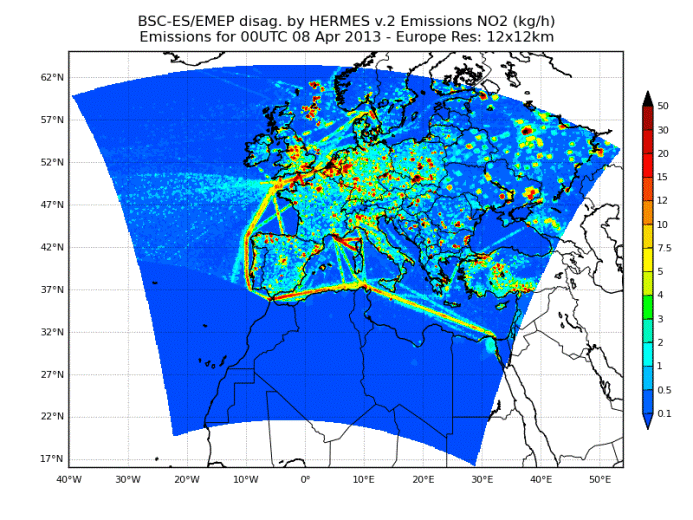 BSC-ES/EMEP disag. by HERMES v.2 Emissions NO2 (kg/h)
Emissions for 00UTC 08 Apr 2013 - Europe Res: 12x12km
62°N
57°N
52°N
47°N
42°N
37°N
32°N
27°N
22°N
17°N
40°W 30°W 20°W 10°W 0°E 10°E 20°E 30°E 40°E 50°E
50
30
20
15
12
10
7.5
5
4
3
2
1
0.5
0.1